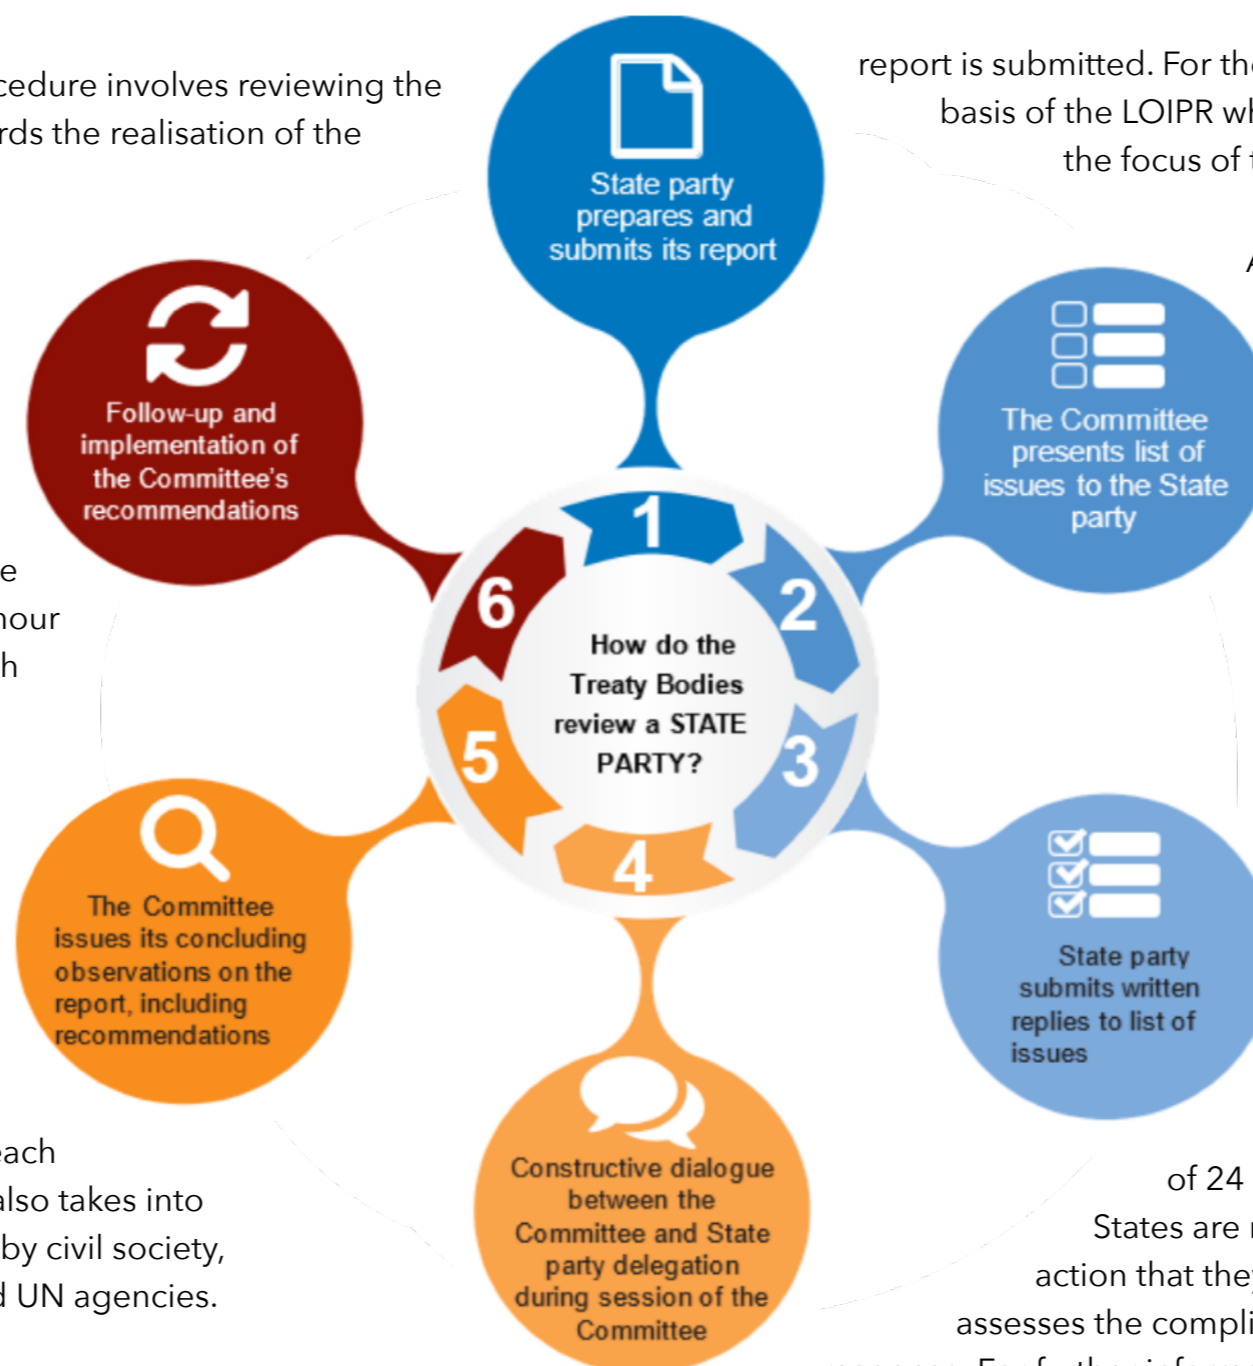 cedure involves reviewing the
rds the realisation of the
report is submitted. For the
basis of the LOIPR wh
the focus of t
A
State party
prepares and
submits its report
Follow-up and
implementation of
the Committee's
recommendations
The Committee
presents list of
issues to the State
party
e
nour
h
1
2
3
4
5
6
How do the
Treaty Bodies
review a STATE
PARTY?
The Committee
issues its concluding
observations on the
report, including
recommendations
State party
submits written
replies to list of
issues
Constructive dialogue
between the
Committee and State
party delegation
during session of the
Committee
each
also takes into
by civil society,
d UN agencies.
of 24
States are
action that they
assesses the compli